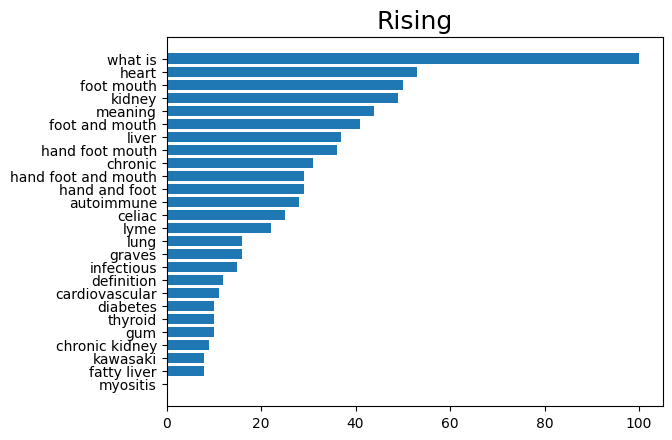 Rising
what is
heart
foot mouth
kidney
meaning
foot and mouth
liver
hand foot mouth
chronic
hand foot and mouth
hand and foot
autoimmune
celiac
lyme
lung
graves
infectious
definition
cardiovascular
diabetes
thyroid
gum
chronic kidney
kawasaki
fatty liver
myositis
0 20 40 60 80 100